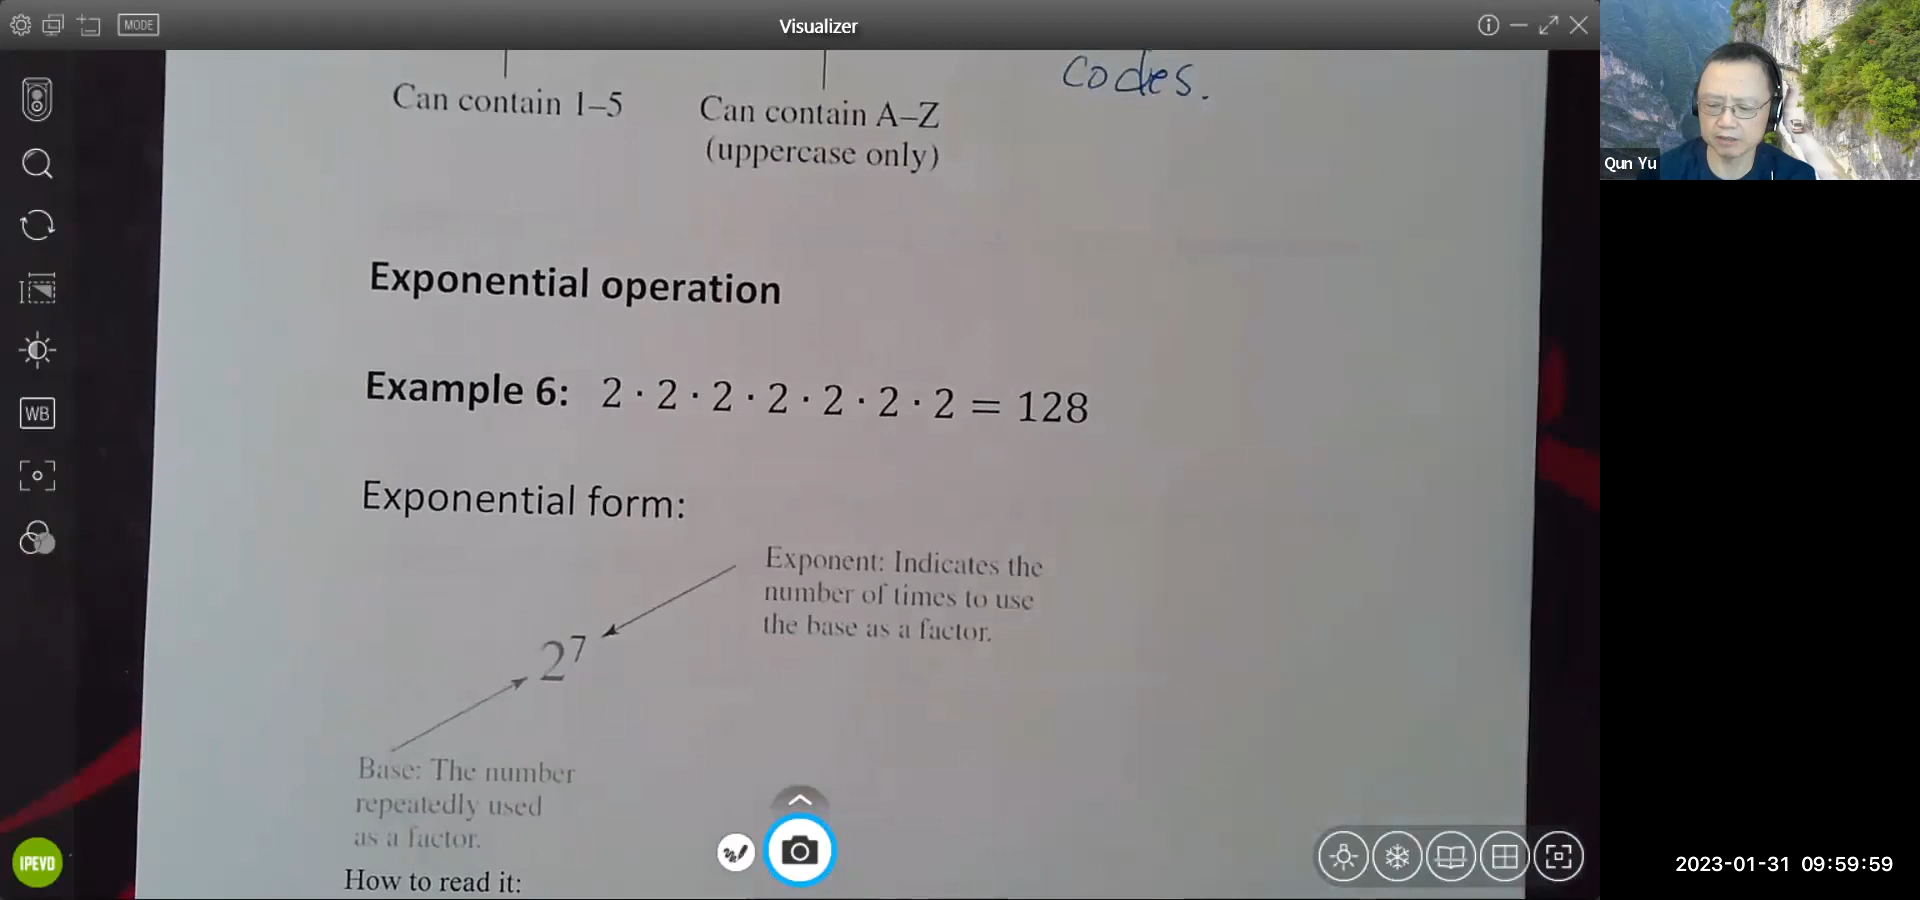 MODE
Visualizer
Can contain 1–5
Can contain A–Z
(uppercase only)
Codes.
Qun Yu
Exponential operation
Example 6: 2 · 2 · 2 · 2 · 2 · 2 · 2 = 128
WB
Exponential form:
Exponent: Indicates the
number of times to use
the base as a factor.
2⁷
Base: The number
repeatedly used
as a factor.
How to read it:
IPEVO
2023-01-31 09:59:59